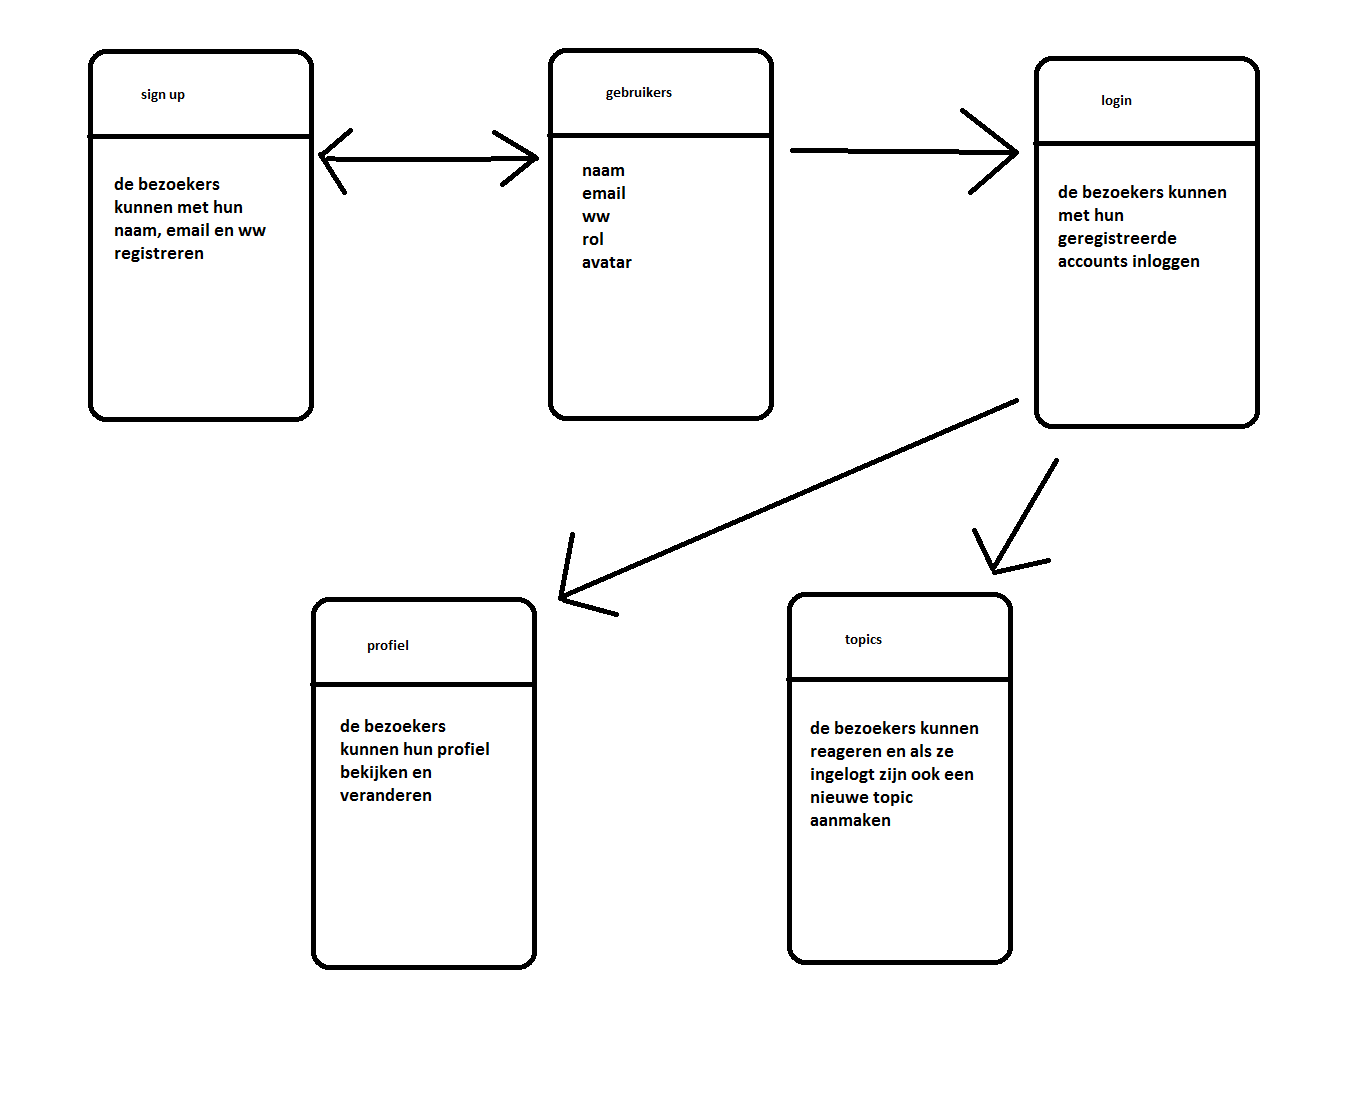 sign up
de bezoekers
kunnen met hun
naam, email en ww
registreren
gebruikers
naam
email
ww
rol
avatar
login
de bezoekers kunnen
met hun
geregistreerde
accounts inloggen
profiel
de bezoekers
kunnen hun profiel
bekijken en
veranderen
topics
de bezoekers kunnen
reageren en als ze
ingelogt zijn ook een
nieuwe topic
aanmaken